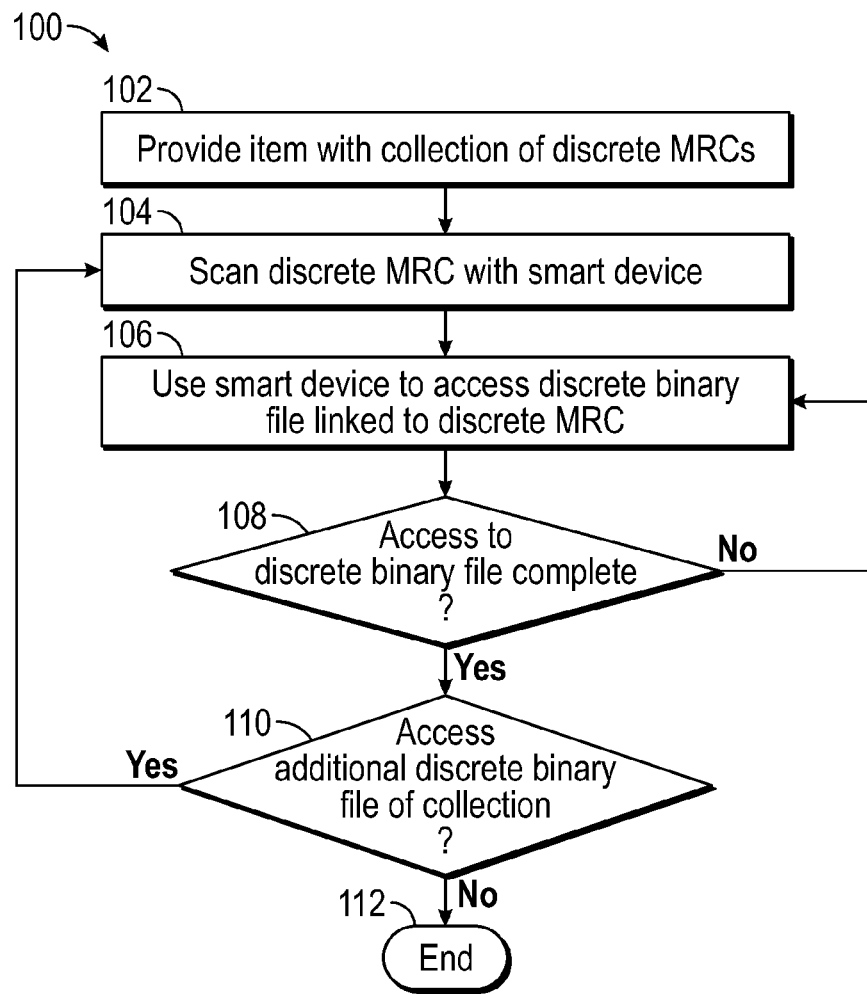 100
102
Provide item with collection of discrete MRCs
104
Scan discrete MRC with smart device
106
Use smart device to access discrete binary
file linked to discrete MRC
108
Access to
discrete binary file complete
?
No
Yes
110
Access
additional discrete binary
file of collection
?
Yes
No
112
End